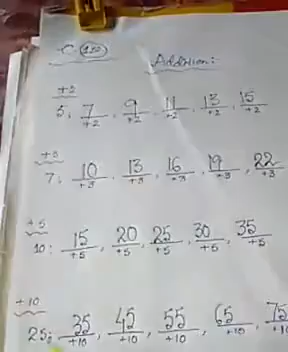 C (100)
Addition:
+2
5, 7, 9, 11, 13, 15
+2 +2 +2 +2 +2
+3
7, 10, 13, 16, 19, 22
+3 +3 +3 +3 +3
+5
10: 15, 20, 25, 30, 35
+5 +5 +5 +5 +5
+10
25: 35, 45, 55, 65, 75
+10 +10 +10 +10 +10